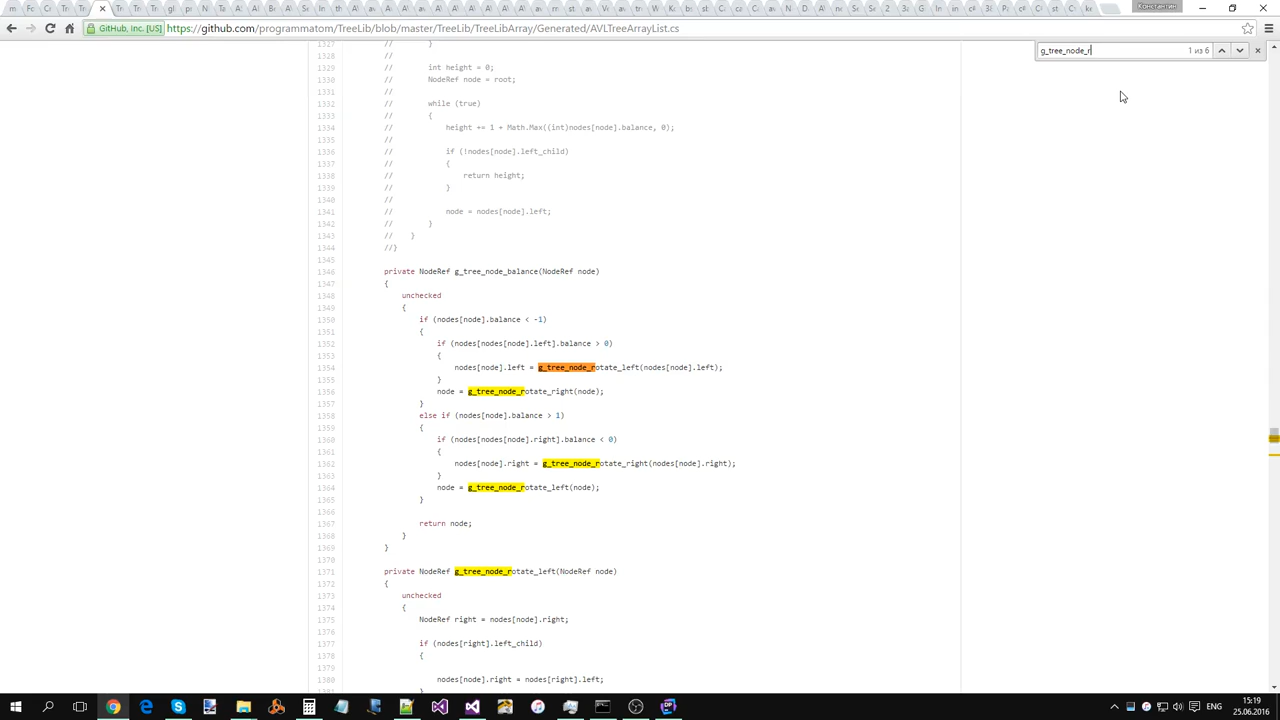 Константин
GitHub, Inc. [US]
https://github.com/programmatom/TreeLib/blob/master/TreeLib/TreeLibArray/Generated/AVLTreeArrayList.cs
g_tree_node_r
1 из 6
1327 // }
1328 //
1329 // int height = 0;
1330 // NodeRef node = root;
1331 //
1332 // while (true)
1333 // {
1334 // height += 1 + Math.Max((int)nodes[node].balance, 0);
1335 //
1336 // if (!nodes[node].left_child)
1337 // {
1338 // return height;
1339 // }
1340 //
1341 // node = nodes[node].left;
1342 // }
1343 // }
1344 //}
1345
1346 private NodeRef g_tree_node_balance(NodeRef node)
1347 {
1348 unchecked
1349 {
1350 if (nodes[node].balance < -1)
1351 {
1352 if (nodes[nodes[node].left].balance > 0)
1353 {
1354 nodes[node].left = g_tree_node_rotate_left(nodes[node].left);
1355 }
1356 node = g_tree_node_rotate_right(node);
1357 }
1358 else if (nodes[node].balance > 1)
1359 {
1360 if (nodes[nodes[node].right].balance < 0)
1361 {
1362 nodes[node].right = g_tree_node_rotate_right(nodes[node].right);
1363 }
1364 node = g_tree_node_rotate_left(node);
1365 }
1366
1367 return node;
1368 }
1369 }
1370
1371 private NodeRef g_tree_node_rotate_left(NodeRef node)
1372 {
1373 unchecked
1374 {
1375 NodeRef right = nodes[node].right;
1376
1377 if (nodes[right].left_child)
1378 {
1379
1380 nodes[node].right = nodes[right].left;
1381 }
15:19
25.06.2016